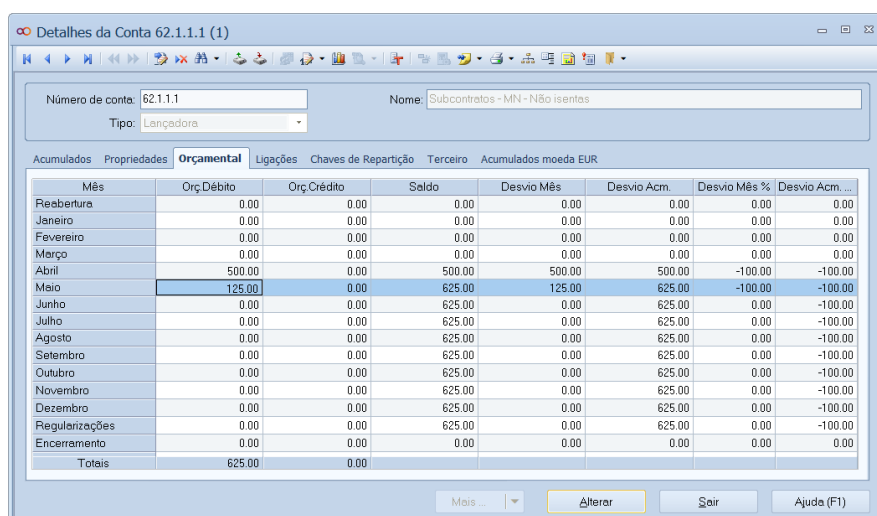 Detalhes da Conta 62.1.1.1 (1)
Número de conta: 62.1.1.1 Nome: Subcontratos - MN - Não isentas
Tipo: Lançadora
Acumulados Propriedades Orçamental Ligações Chaves de Repartição Terceiro Acumulados moeda EUR
Mês Orç.Débito Orç.Crédito Saldo Desvio Mês Desvio Acm. Desvio Mês % Desvio Acm. ...
Reabertura 0.00 0.00 0.00 0.00 0.00 0.00 0.00
Janeiro 0.00 0.00 0.00 0.00 0.00 0.00 0.00
Fevereiro 0.00 0.00 0.00 0.00 0.00 0.00 0.00
Março 0.00 0.00 0.00 0.00 0.00 0.00 0.00
Abril 500.00 0.00 500.00 500.00 500.00 -100.00 -100.00
Maio 125.00 0.00 625.00 125.00 625.00 -100.00 -100.00
Junho 0.00 0.00 625.00 0.00 625.00 0.00 -100.00
Julho 0.00 0.00 625.00 0.00 625.00 0.00 -100.00
Agosto 0.00 0.00 625.00 0.00 625.00 0.00 -100.00
Setembro 0.00 0.00 625.00 0.00 625.00 0.00 -100.00
Outubro 0.00 0.00 625.00 0.00 625.00 0.00 -100.00
Novembro 0.00 0.00 625.00 0.00 625.00 0.00 -100.00
Dezembro 0.00 0.00 625.00 0.00 625.00 0.00 -100.00
Regularizações 0.00 0.00 625.00 0.00 625.00 0.00 -100.00
Encerramento 0.00 0.00 0.00 0.00 0.00 0.00 0.00
Totais 625.00 0.00
Mais ... Alterar Sair Ajuda (F1)